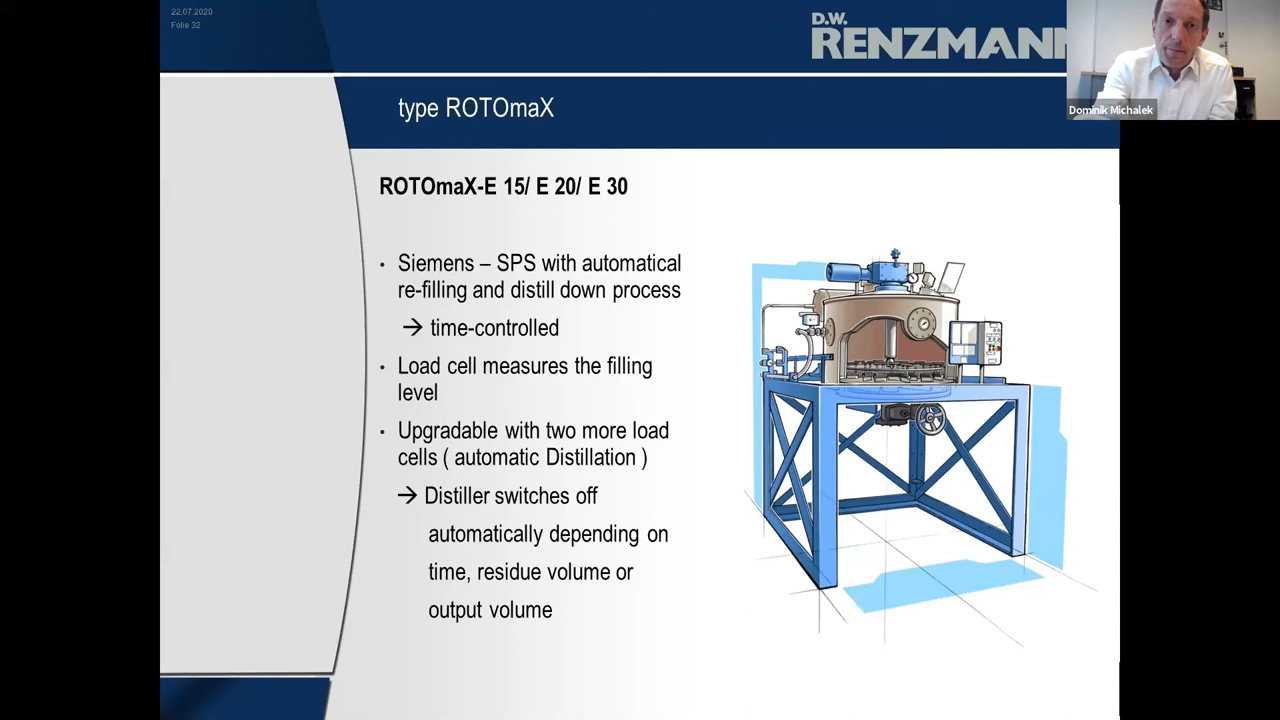 22.07.2020
Folie 32
D.W.
RENZMANN
Dominik Michalek
type ROTOmaX
ROTOmaX-E 15/ E 20/ E 30
• Siemens – SPS with automatical
re-filling and distill down process
→ time-controlled
• Load cell measures the filling
level
• Upgradable with two more load
cells ( automatic Distillation )
→ Distiller switches off
automatically depending on
time, residue volume or
output volume